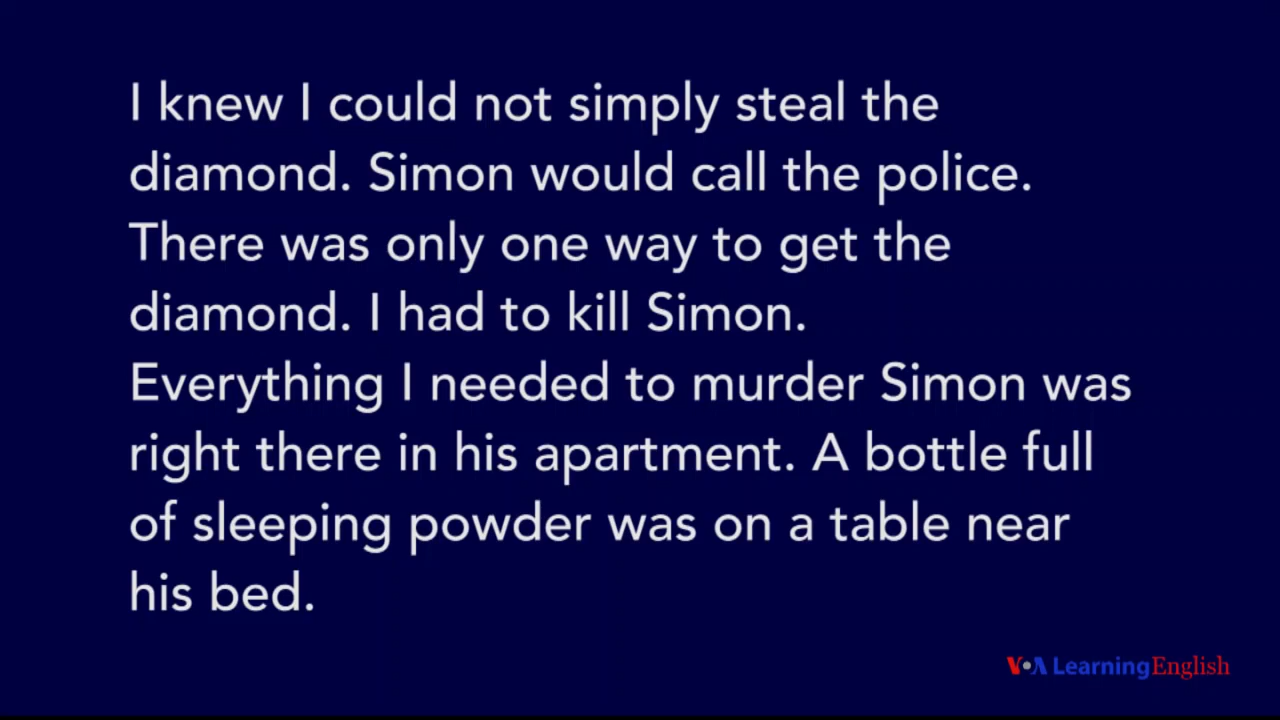 I knew I could not simply steal the
diamond. Simon would call the police.
There was only one way to get the
diamond. I had to kill Simon.
Everything I needed to murder Simon was
right there in his apartment. A bottle full
of sleeping powder was on a table near
his bed.
VOA Learning English